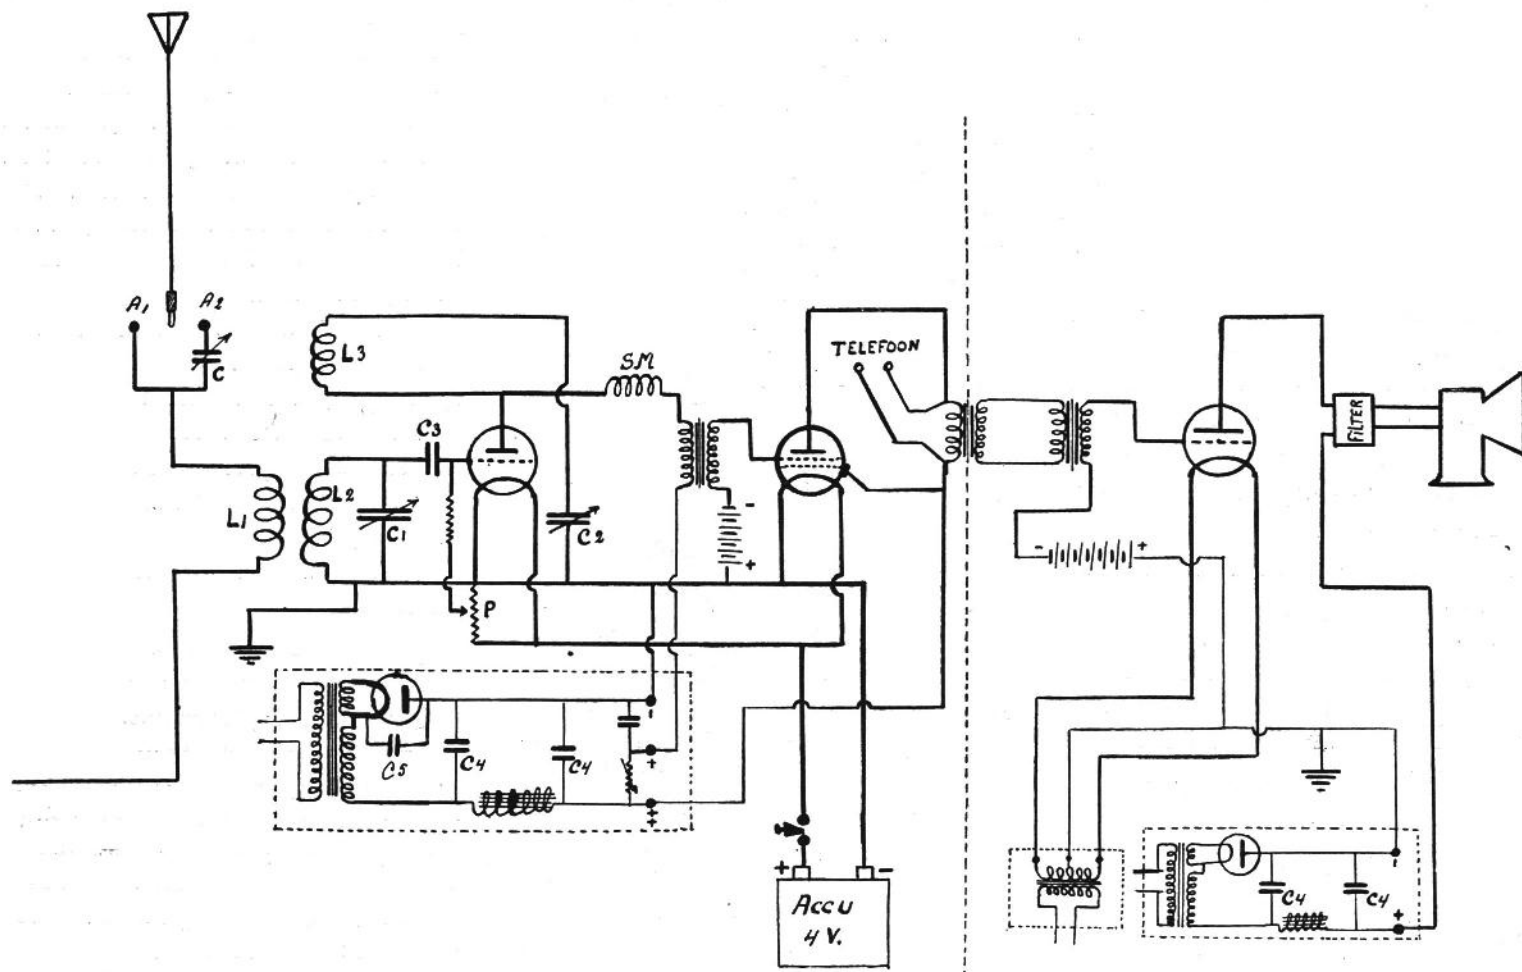 A1
A2
C
L3
SM
TELEFOON
C3
L2
L1
C1
C2
P
FILTER
-
+
-
+
-
+
++
C5
C4
C4
+
-
ACCU
4 V.
C4
C4
-
+